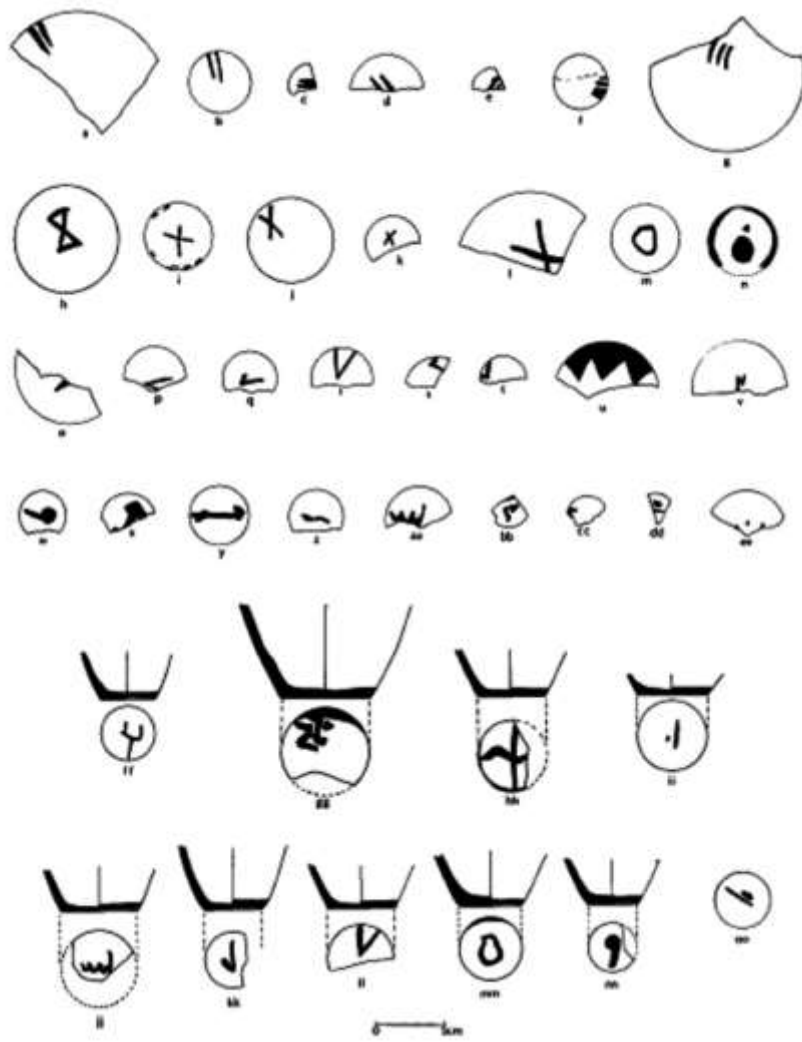 a b c d e f g
h i j k l m n
o p q r s t u v
w x y z aa bb cc dd ee
ff gg hh ii
jj kk ll mm nn oo
0 5cm